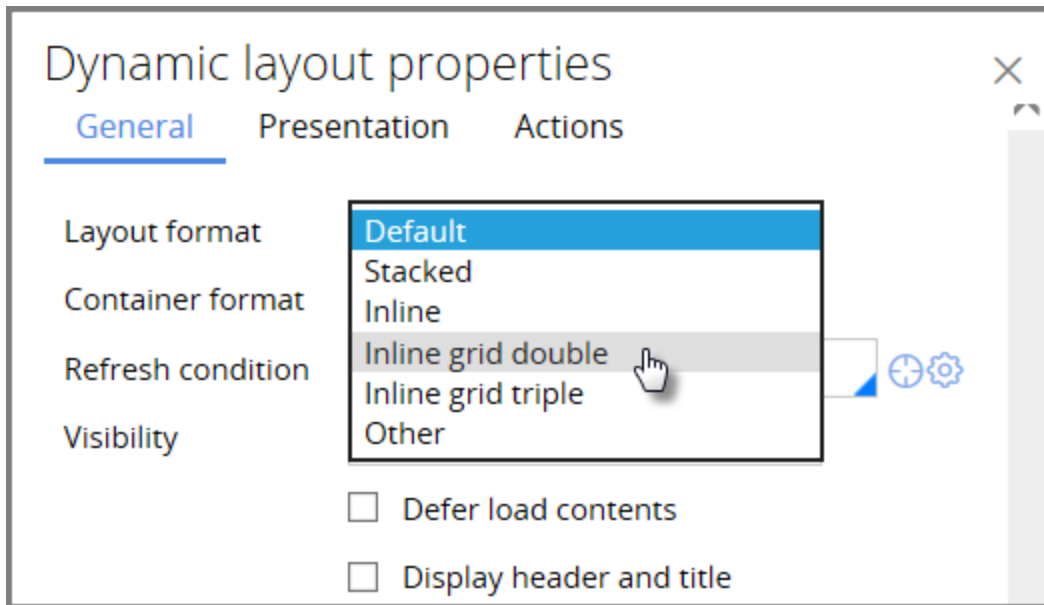 Dynamic layout properties
General Presentation Actions
Layout format
Default
Stacked
Container format
Inline
Inline grid double
Refresh condition
Inline grid triple
Visibility
Other
Defer load contents
Display header and title